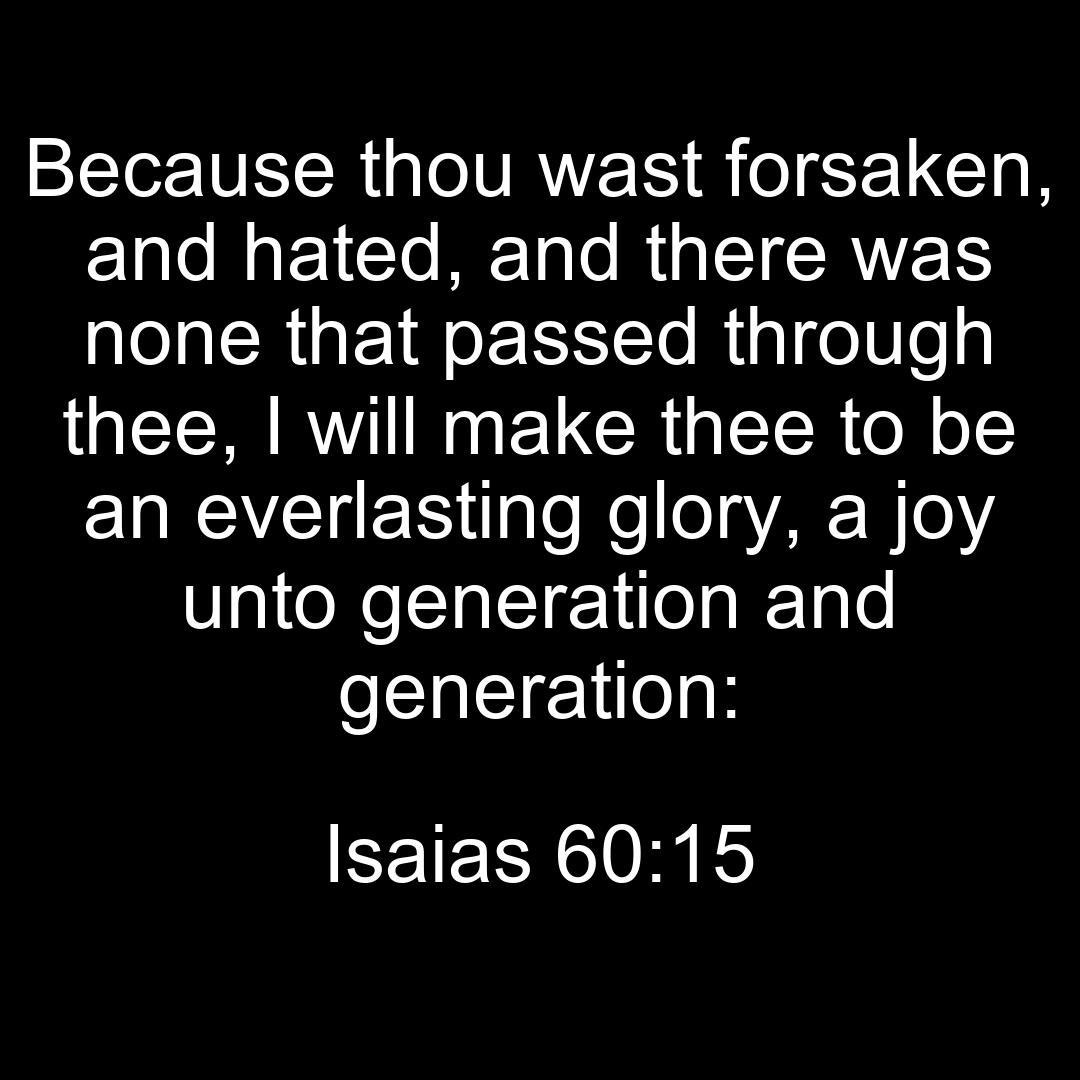 Because thou wast forsaken,
and hated, and there was
none that passed through
thee, I will make thee to be
an everlasting glory, a joy
unto generation and
generation:
Isaias 60:15